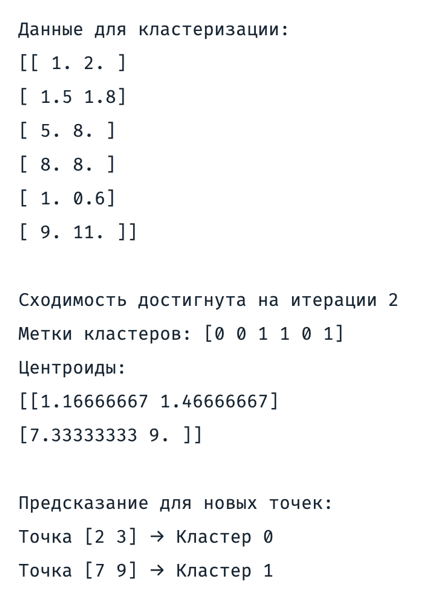 Данные для кластеризации:
[[ 1. 2. ]
[ 1.5 1.8]
[ 5. 8. ]
[ 8. 8. ]
[ 1. 0.6]
[ 9. 11. ]]
Сходимость достигнута на итерации 2
Метки кластеров: [0 0 1 1 0 1]
Центроиды:
[[1.16666667 1.46666667]
[7.33333333 9. ]]
Предсказание для новых точек:
Точка [2 3] → Кластер 0
Точка [7 9] → Кластер 1